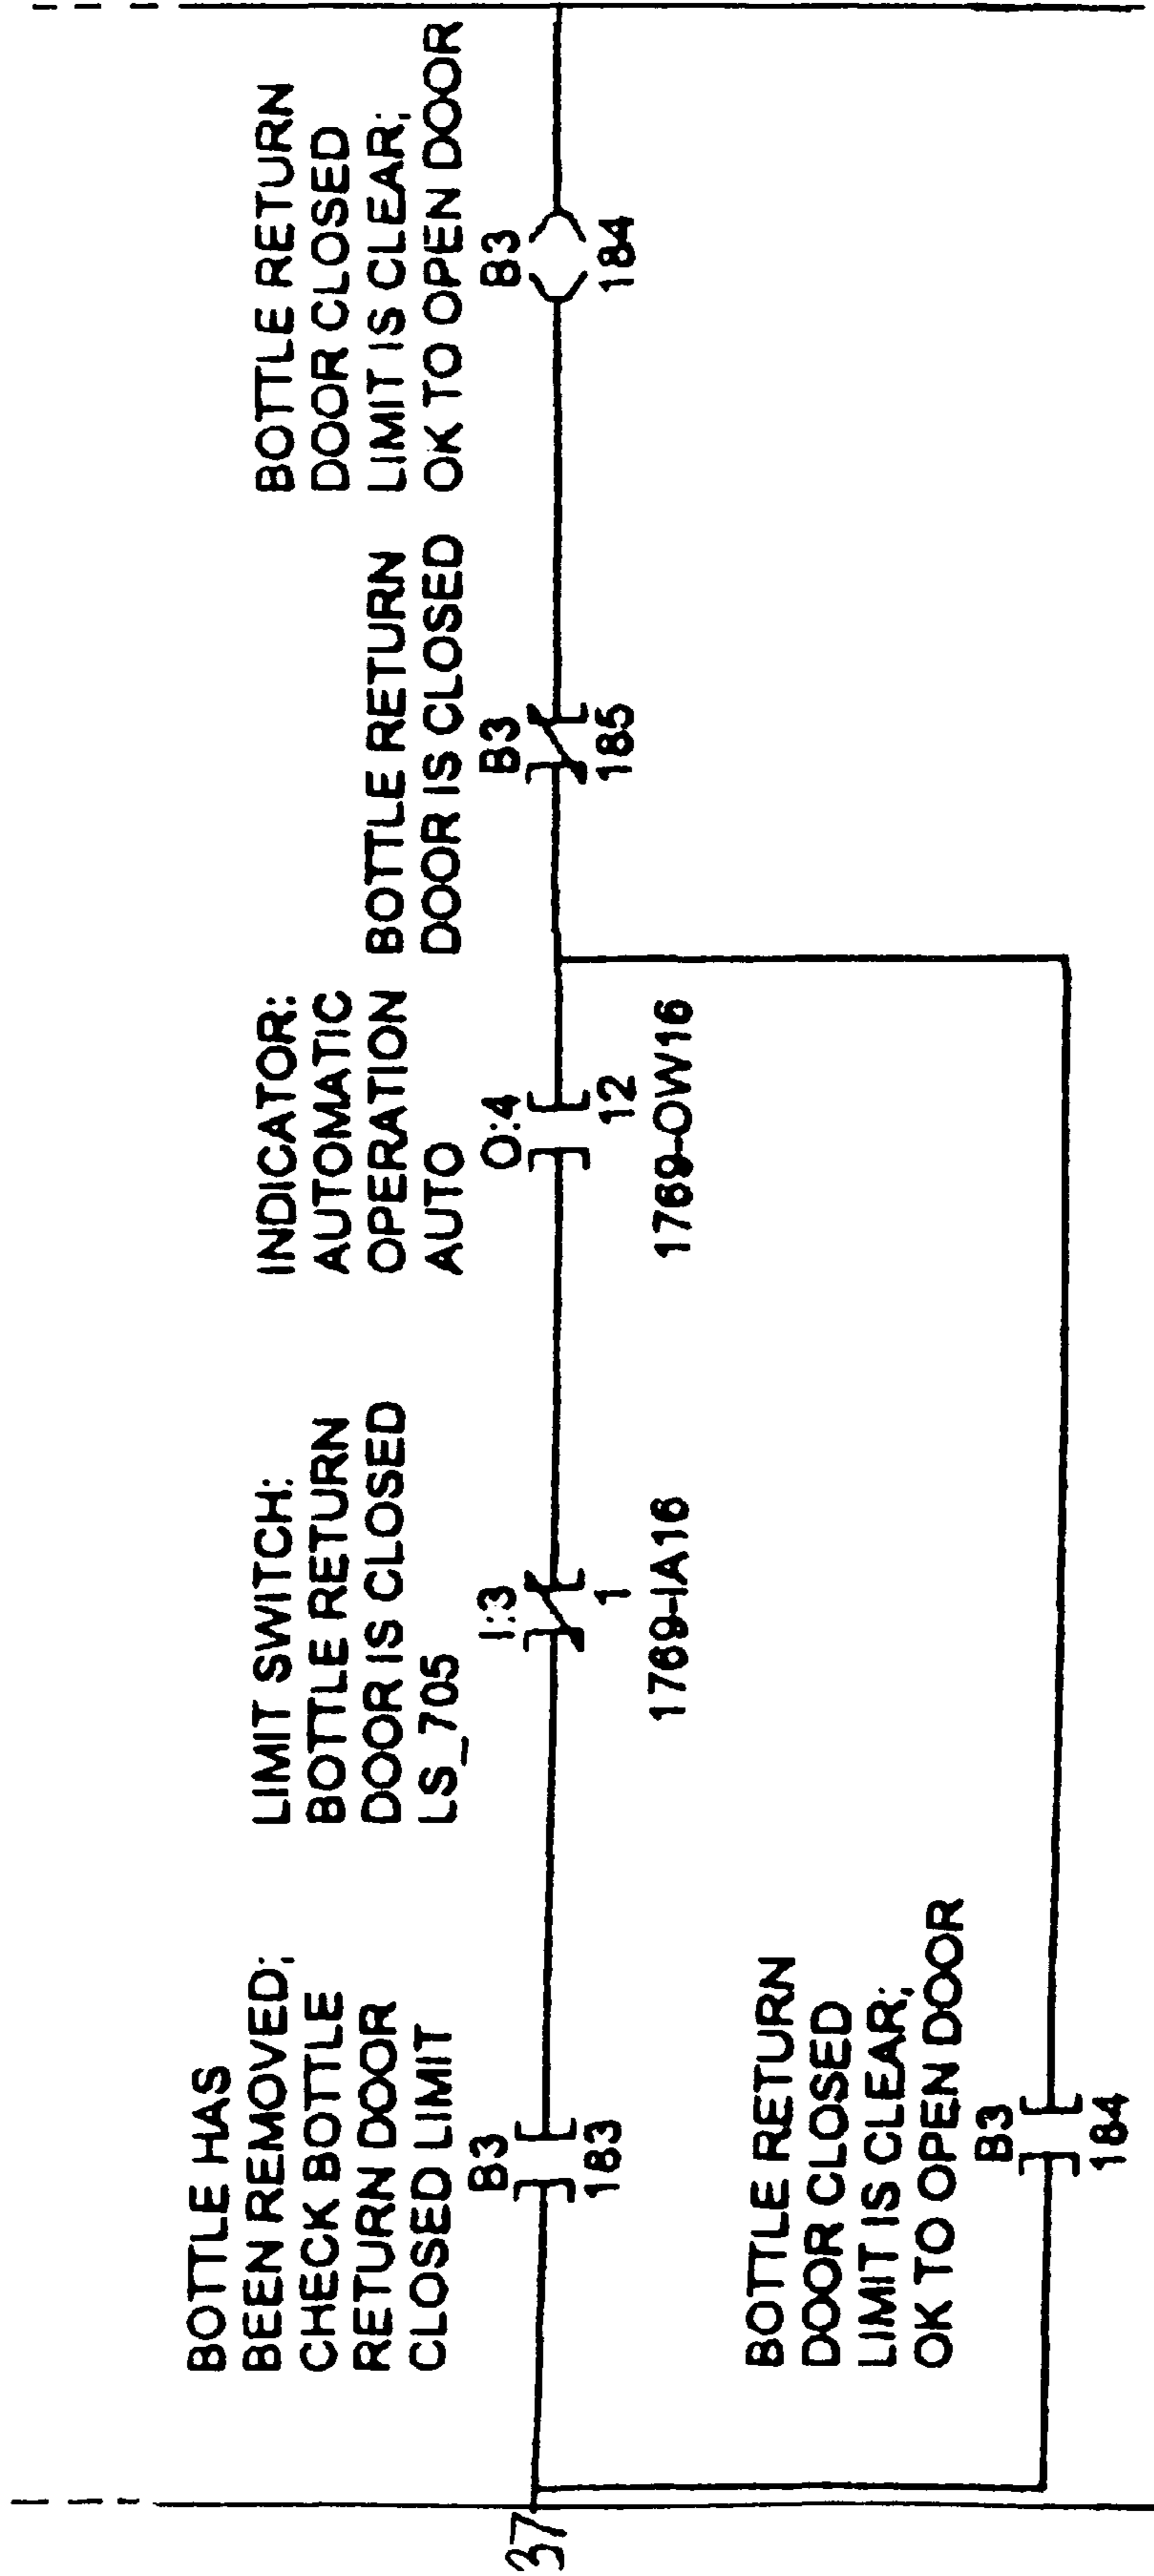 37
BOTTLE HAS
BEEN REMOVED;
CHECK BOTTLE
RETURN DOOR
CLOSED LIMIT
B3
183
LIMIT SWITCH:
BOTTLE RETURN
DOOR IS CLOSED
LS_705
I:3
1
1769-IA16
INDICATOR:
AUTOMATIC
OPERATION
AUTO
O:4
12
1769-OW16
BOTTLE RETURN
DOOR IS CLOSED
B3
185
BOTTLE RETURN
DOOR CLOSED
LIMIT IS CLEAR;
OK TO OPEN DOOR
B3
184
BOTTLE RETURN
DOOR CLOSED
LIMIT IS CLEAR;
OK TO OPEN DOOR
B3
184